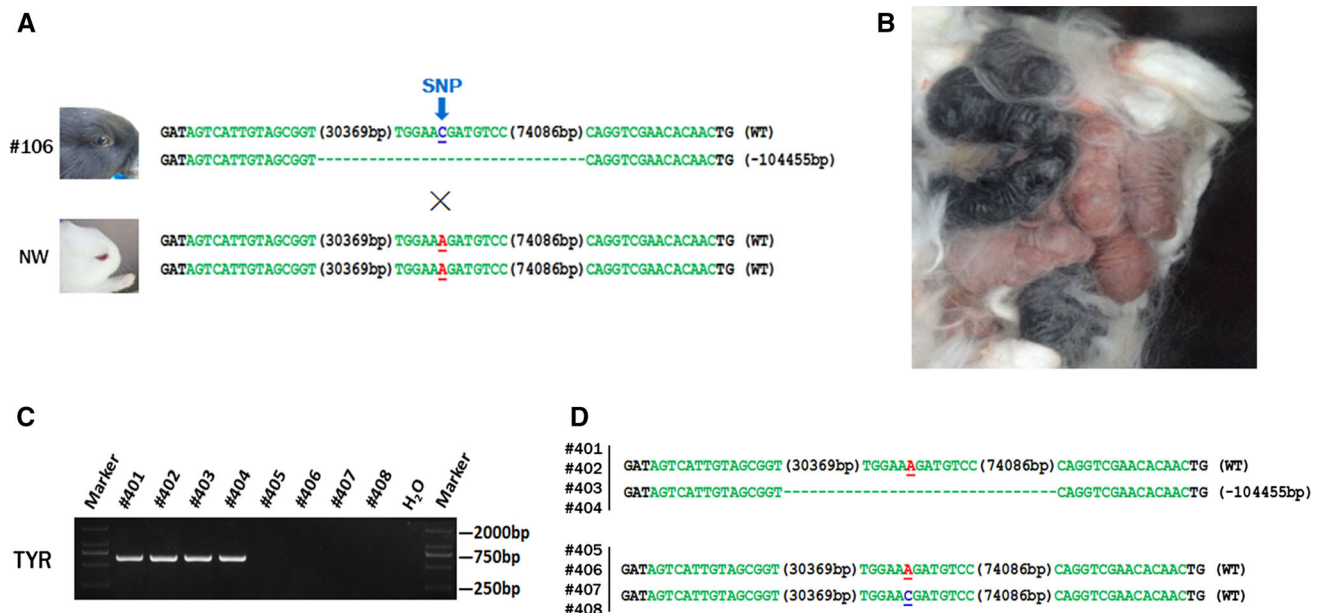 A
SNP
#106
GATAGTCATTGTAGCGGT(30369bp)TGGAACGATGTCC(74086bp)CAGGTCGAACACAACTG (WT)
GATAGTCATTGTAGCGGT----------------------------CAGGTCGAACACAACTG (-104455bp)
×
NW
GATAGTCATTGTAGCGGT(30369bp)TGGAAAGATGTCC(74086bp)CAGGTCGAACACAACTG (WT)
GATAGTCATTGTAGCGGT(30369bp)TGGAAAGATGTCC(74086bp)CAGGTCGAACACAACTG (WT)
B
C
Marker #401 #402 #403 #404 #405 #406 #407 #408 H2O Marker
TYR
2000bp
750bp
250bp
D
#401
#402
#403
#404
GATAGTCATTGTAGCGGT(30369bp)TGGAAAGATGTCC(74086bp)CAGGTCGAACACAACTG (WT)
GATAGTCATTGTAGCGGT----------------------------CAGGTCGAACACAACTG (-104455bp)
#405
#406
#407
#408
GATAGTCATTGTAGCGGT(30369bp)TGGAAAGATGTCC(74086bp)CAGGTCGAACACAACTG (WT)
GATAGTCATTGTAGCGGT(30369bp)TGGAACGATGTCC(74086bp)CAGGTCGAACACAACTG (WT)